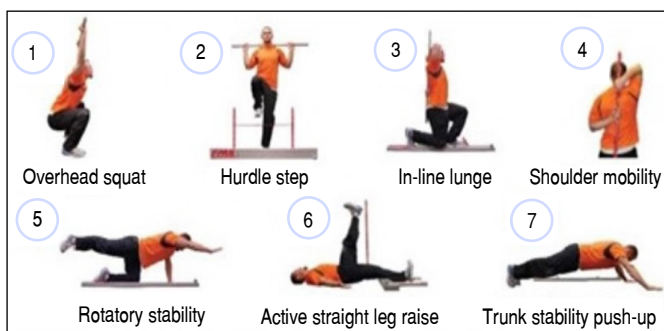 1
2
3
4
Overhead squat
Hurdle step
In-line lunge
Shoulder mobility
5
6
7
Rotatory stability
Active straight leg raise
Trunk stability push-up